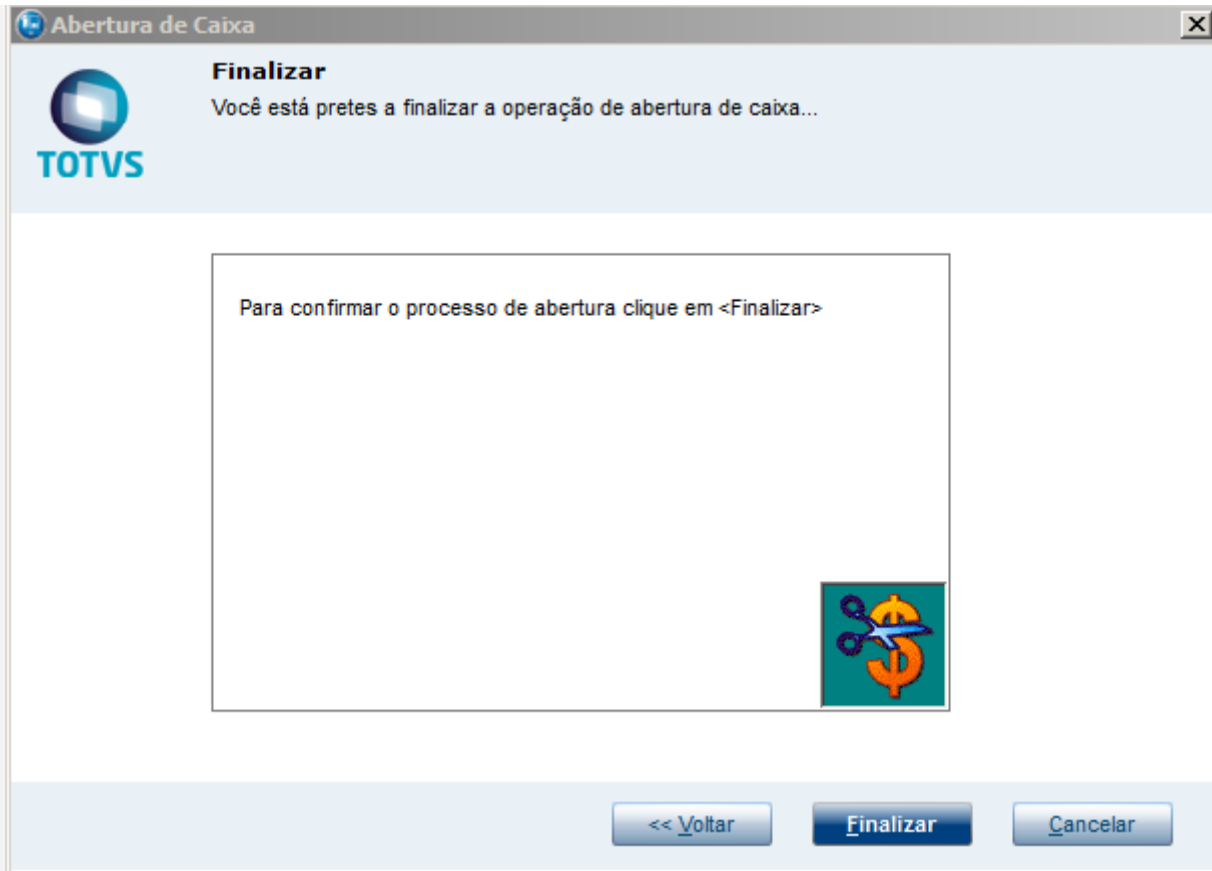 Abertura de Caixa
Finalizar
Você está pretes a finalizar a operação de abertura de caixa...
TOTVS
Para confirmar o processo de abertura clique em <Finalizar>
<< Voltar
Finalizar
Cancelar